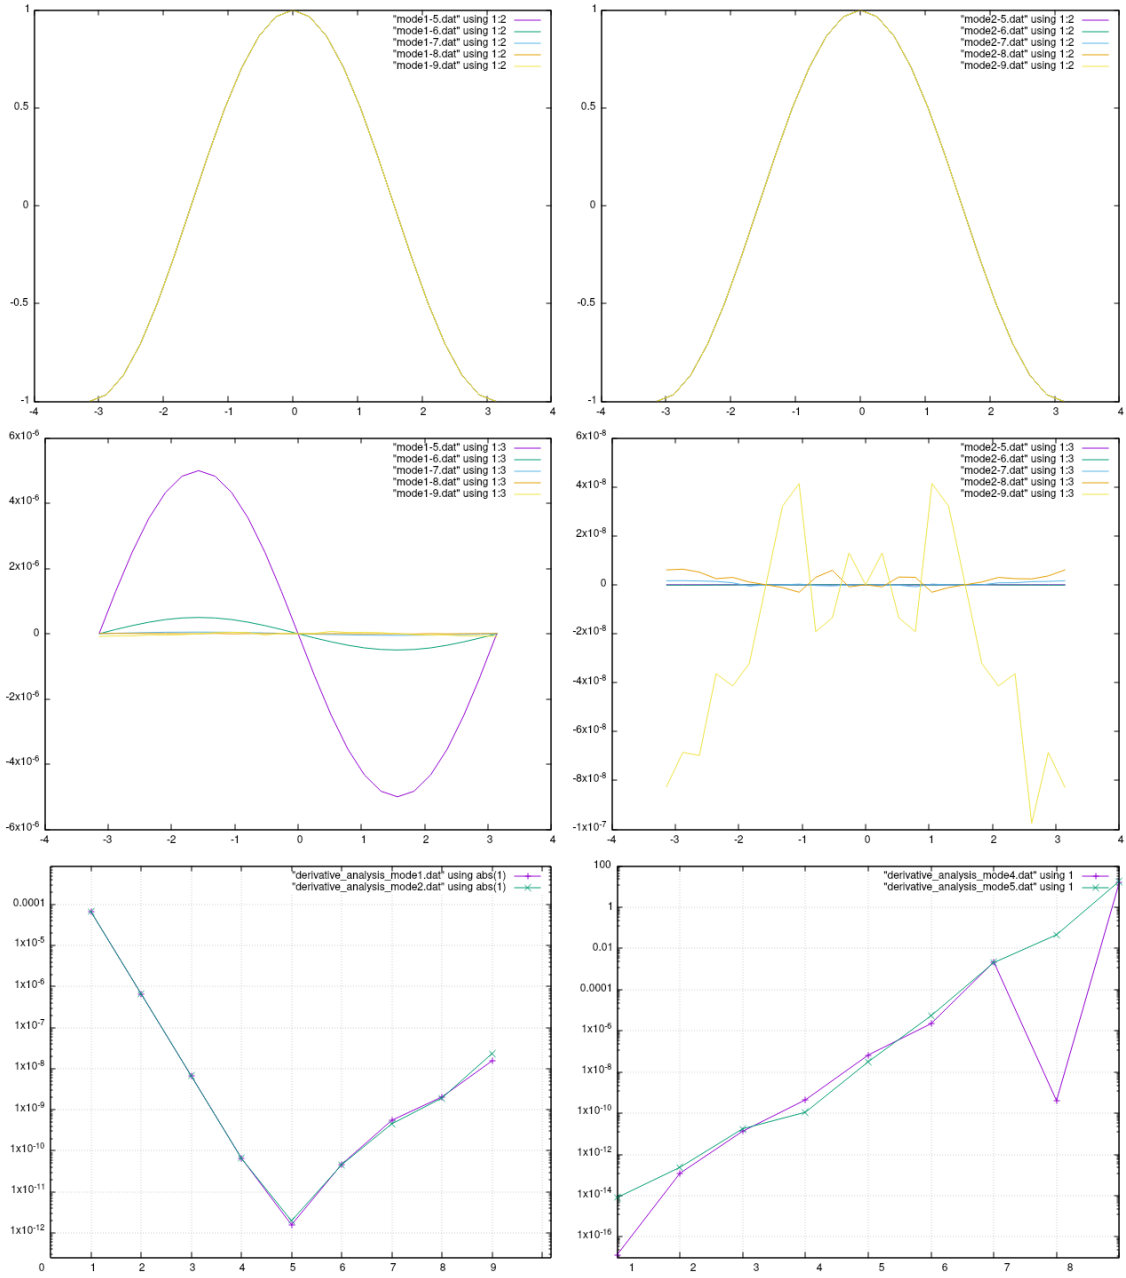 1
0.5
0
-0.5
-1
-4 -3 -2 -1 0 1 2 3 4
"mode1-5.dat" using 1:2
"mode1-6.dat" using 1:2
"mode1-7.dat" using 1:2
"mode1-8.dat" using 1:2
"mode1-9.dat" using 1:2
1
0.5
0
-0.5
-1
-4 -3 -2 -1 0 1 2 3 4
"mode2-5.dat" using 1:2
"mode2-6.dat" using 1:2
"mode2-7.dat" using 1:2
"mode2-8.dat" using 1:2
"mode2-9.dat" using 1:2
6x10⁻⁶
4x10⁻⁶
2x10⁻⁶
0
-2x10⁻⁶
-4x10⁻⁶
-6x10⁻⁶
-4 -3 -2 -1 0 1 2 3 4
"mode1-5.dat" using 1:3
"mode1-6.dat" using 1:3
"mode1-7.dat" using 1:3
"mode1-8.dat" using 1:3
"mode1-9.dat" using 1:3
6x10⁻⁸
4x10⁻⁸
2x10⁻⁸
0
-2x10⁻⁸
-4x10⁻⁸
-6x10⁻⁸
-8x10⁻⁸
-1x10⁻⁷
-4 -3 -2 -1 0 1 2 3 4
"mode2-5.dat" using 1:3
"mode2-6.dat" using 1:3
"mode2-7.dat" using 1:3
"mode2-8.dat" using 1:3
"mode2-9.dat" using 1:3
"derivative_analysis_mode1.dat" using abs(1)
"derivative_analysis_mode2.dat" using abs(1)
0.0001
1x10⁻⁵
1x10⁻⁶
1x10⁻⁷
1x10⁻⁸
1x10⁻⁹
1x10⁻¹⁰
1x10⁻¹¹
1x10⁻¹²
0 1 2 3 4 5 6 7 8 9
"derivative_analysis_mode4.dat" using 1
"derivative_analysis_mode5.dat" using 1
100
1
0.01
0.0001
1x10⁻⁶
1x10⁻⁸
1x10⁻¹⁰
1x10⁻¹²
1x10⁻¹⁴
1x10⁻¹⁶
1 2 3 4 5 6 7 8